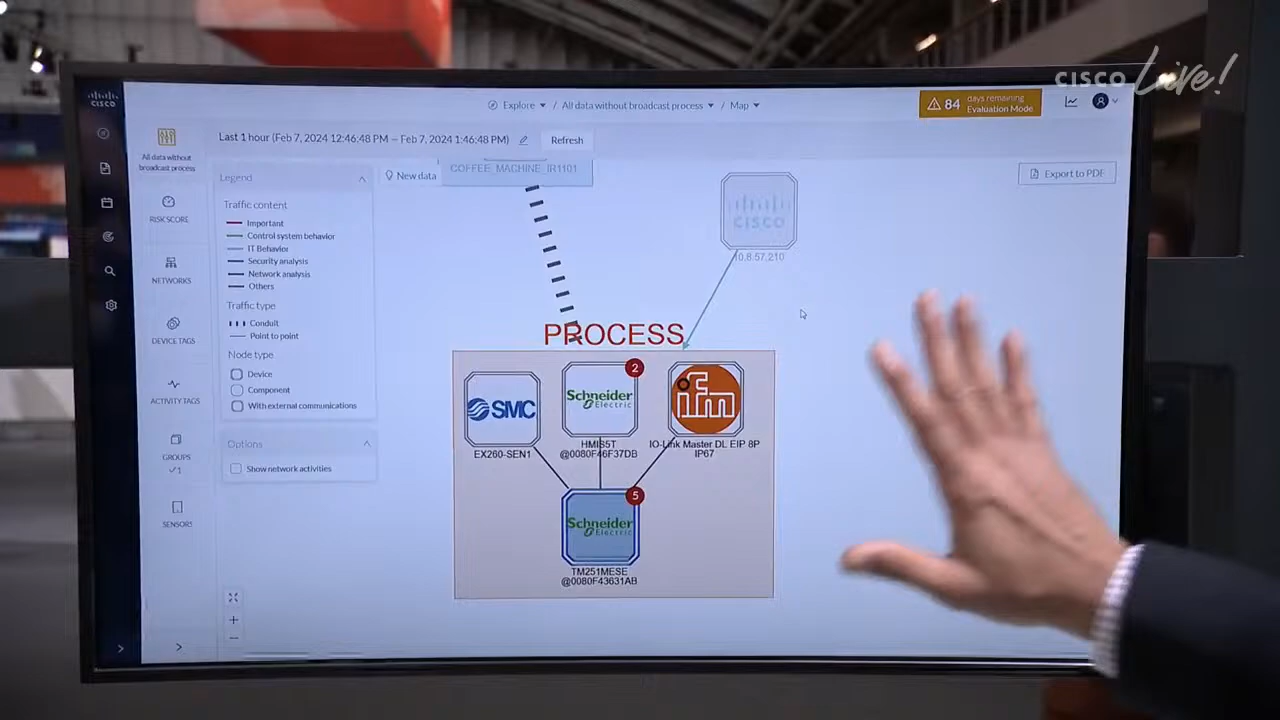 CISCO Live!
CISCO
Explore / All data without broadcast process / Map
84 days remaining
Evaluation Mode
All data without
broadcast process
Last 1 hour (Feb 7, 2024 12:46:48 PM – Feb 7, 2024 1:46:48 PM)
Refresh
Legend
New data
COFFEE_MACHINE_IR1101
Export to PDF
RISK SCORE
Traffic content
Important
Control system behavior
IT Behavior
Security analysis
Network analysis
Others
CISCO
10.8.57.210
NETWORKS
Traffic type
Conduit
Point to point
DEVICE TAGS
Node type
Device
Component
With external communications
ACTIVITY TAGS
PROCESS
SMC
EX260-SEN1
2
Schneider
Electric
HMIS5T
@0080F46F37DB
ifm
IO-Link Master DL EIP 8P
IP67
GROUPS
✓1
Options
Show network activities
SENSORS
5
Schneider
Electric
TM251MESE
@0080F43631AB